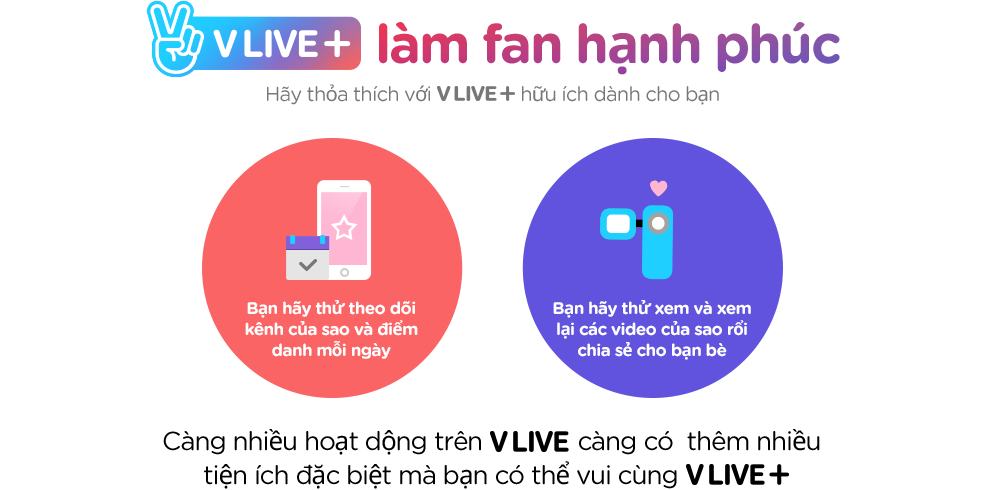 V LIVE+ làm fan hạnh phúc
Hãy thỏa thích với V LIVE+ hữu ích dành cho bạn
Bạn hãy thử theo dõi
kênh của sao và điểm
danh mỗi ngày
Bạn hãy thử xem và xem
lại các video của sao rồi
chia sẻ cho bạn bè
Càng nhiều hoạt dộng trên V LIVE càng có thêm nhiều
tiện ích đặc biệt mà bạn có thể vui cùng V LIVE+